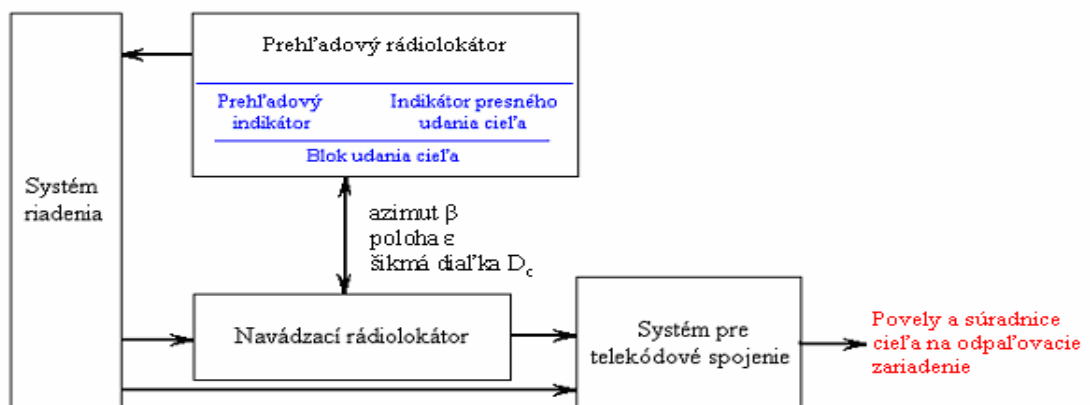 Prehľadový rádiolokátor
Prehľadový
indikátor
Indikátor presného
udania cieľa
Blok udania cieľa
Systém
riadenia
azimut β
poloha ε
šikmá diaľka D_c
Navádzací rádiolokátor
Systém pre
telekódové spojenie
Povely a súradnice
cieľa na odpaľovacie
zariadenie